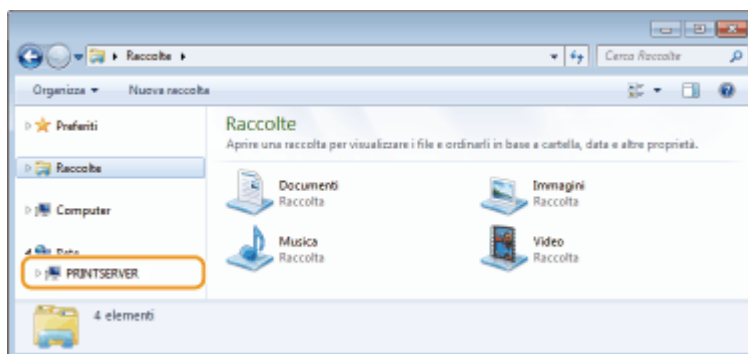 Raccolte
Cerca Raccolte
Organizza
Nuova raccolta
Preferiti
Raccolte
Computer
Rete
PRINTSERVER
Raccolte
Aprire una raccolta per visualizzare i file e ordinarli in base a cartella, data e altre proprietà.
Documenti
Raccolta
Immagini
Raccolta
Musica
Raccolta
Video
Raccolta
4 elementi